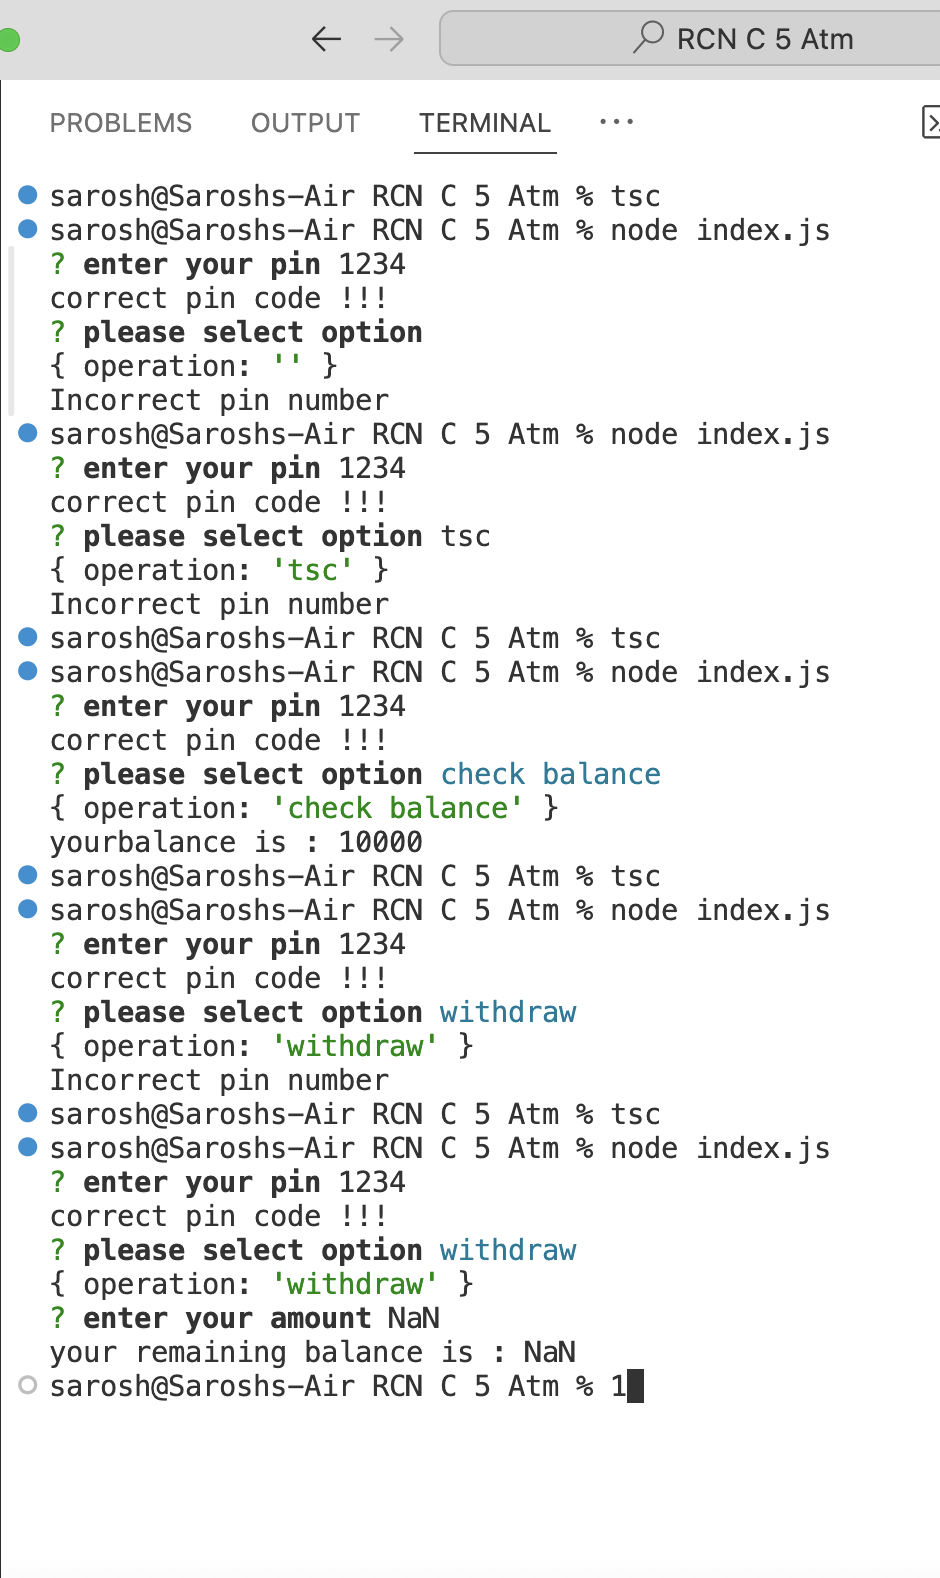 RCN C 5 Atm
PROBLEMS OUTPUT TERMINAL ···
sarosh@Saroshs-Air RCN C 5 Atm % tsc
sarosh@Saroshs-Air RCN C 5 Atm % node index.js
? enter your pin 1234
correct pin code !!!
? please select option
{ operation: '' }
Incorrect pin number
sarosh@Saroshs-Air RCN C 5 Atm % node index.js
? enter your pin 1234
correct pin code !!!
? please select option tsc
{ operation: 'tsc' }
Incorrect pin number
sarosh@Saroshs-Air RCN C 5 Atm % tsc
sarosh@Saroshs-Air RCN C 5 Atm % node index.js
? enter your pin 1234
correct pin code !!!
? please select option check balance
{ operation: 'check balance' }
yourbalance is : 10000
sarosh@Saroshs-Air RCN C 5 Atm % tsc
sarosh@Saroshs-Air RCN C 5 Atm % node index.js
? enter your pin 1234
correct pin code !!!
? please select option withdraw
{ operation: 'withdraw' }
Incorrect pin number
sarosh@Saroshs-Air RCN C 5 Atm % tsc
sarosh@Saroshs-Air RCN C 5 Atm % node index.js
? enter your pin 1234
correct pin code !!!
? please select option withdraw
{ operation: 'withdraw' }
? enter your amount NaN
your remaining balance is : NaN
sarosh@Saroshs-Air RCN C 5 Atm % 1